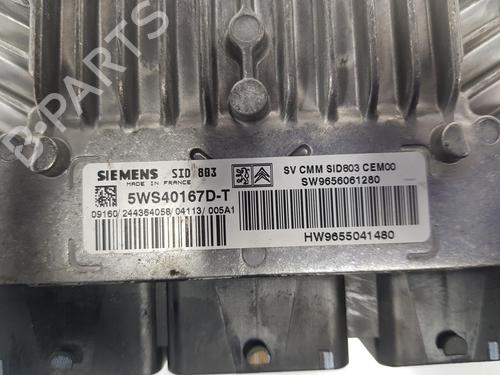 B-PARTS
SIEMENS SID 803
MADE IN FRANCE
5WS40167D-T
09160/244364058/04113/005A1
SV CMM SID803 CEM00
SW9656061280
HW9655041480